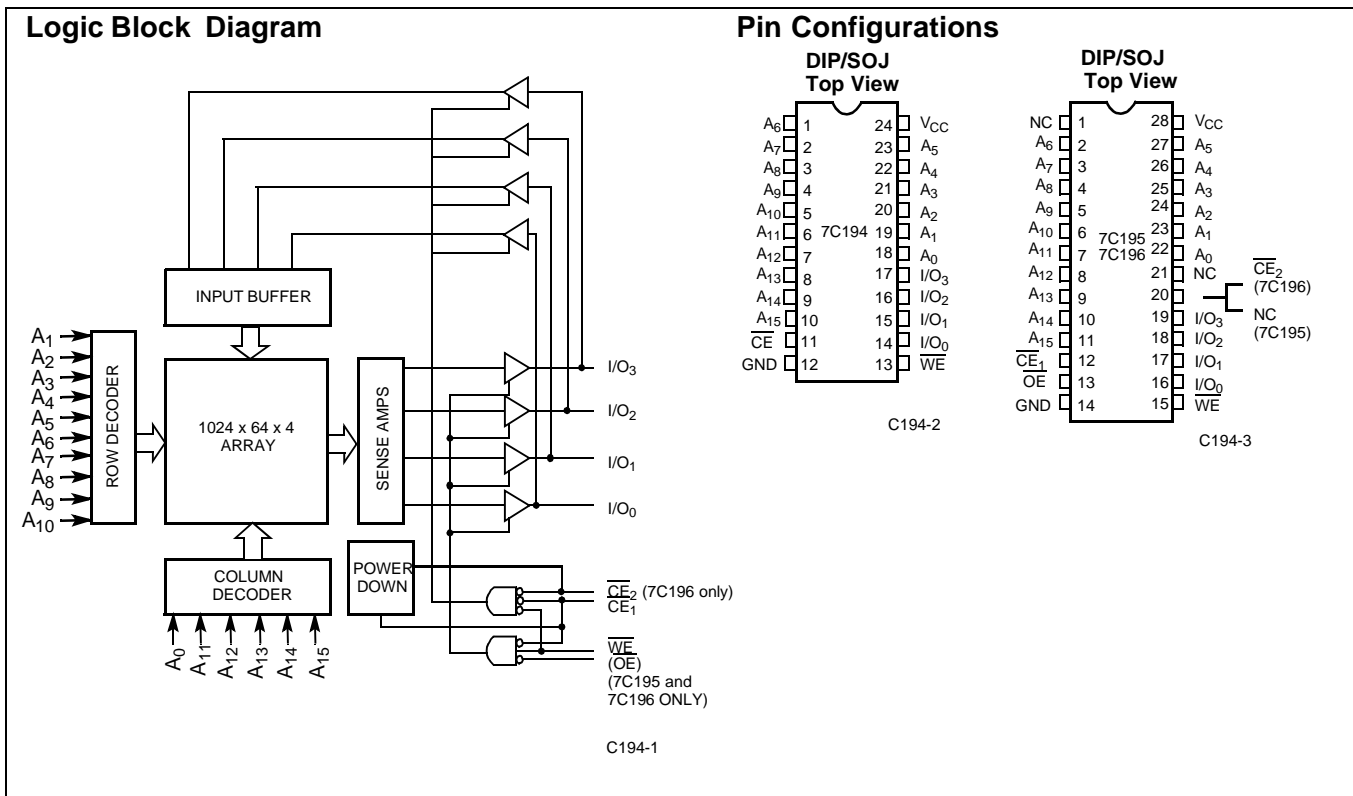 Logic Block Diagram
INPUT BUFFER
A1
A2
A3
A4
A5
A6
A7
A8
A9
A10
ROW DECODER
1024 x 64 x 4
ARRAY
SENSE AMPS
I/O3
I/O2
I/O1
I/O0
COLUMN
DECODER
POWER
DOWN
A0
A11
A12
A13
A14
A15
CE2 (7C196 only)
CE1
WE
(OE)
(7C195 and
7C196 ONLY)
C194-1
Pin Configurations
DIP/SOJ
Top View
A6 1 24 VCC
A7 2 23 A5
A8 3 22 A4
A9 4 21 A3
A10 5 20 A2
A11 6 7C194 19 A1
A12 7 18 A0
A13 8 17 I/O3
A14 9 16 I/O2
A15 10 15 I/O1
CE 11 14 I/O0
GND 12 13 WE
C194-2
DIP/SOJ
Top View
NC 1 28 VCC
A6 2 27 A5
A7 3 26 A4
A8 4 25 A3
A9 5 24 A2
A10 6 23 A1
7C195
7C196
A11 7 22 A0
A12 8 21 NC
A13 9 20
CE2
(7C196)
NC
(7C195)
A14 10 19 I/O3
A15 11 18 I/O2
CE1 12 17 I/O1
OE 13 16 I/O0
GND 14 15 WE
C194-3